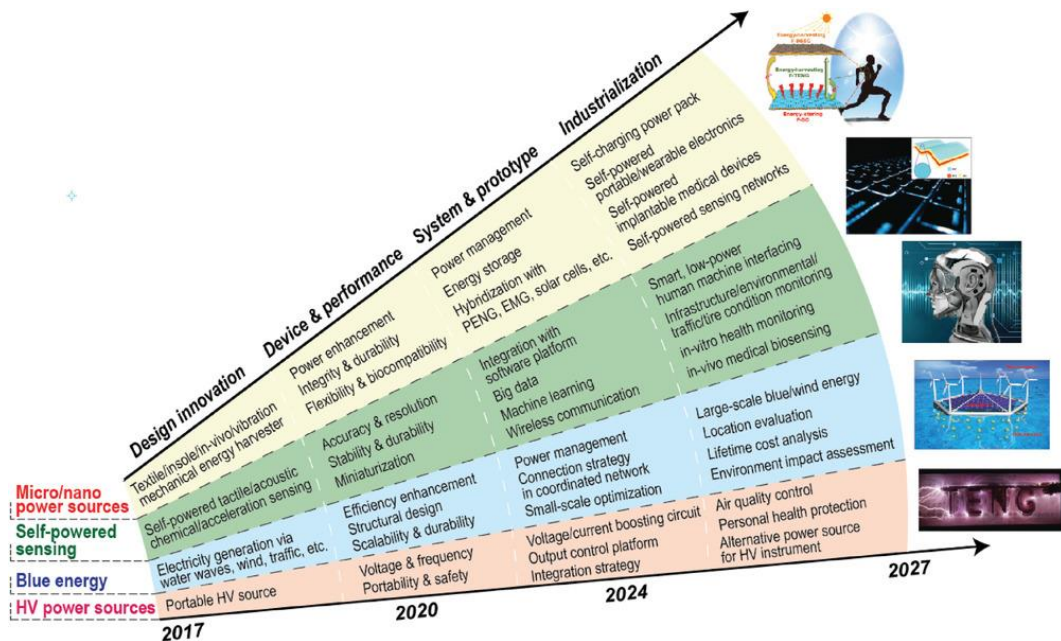 Design innovation
Device & performance
System & prototype
Industrialization
Micro/nano
power sources
Textile/insole/in-vivo/vibration
mechanical energy harvester
Power enhancement
Integrity & durability
Flexibility & biocompatibility
Power management
Energy storage
Hybridization with
PENG, EMG, solar cells, etc.
Self-charging power pack
Self-powered
portable/wearable electronics
Self-powered
implantable medical devices
Self-powered sensing networks
Self-powered
sensing
Self-powered tactile/acoustic
chemical/acceleration sensing
Accuracy & resolution
Stability & durability
Miniaturization
Integration with
software platform
Big data
Machine learning
Wireless communication
Smart, low-power
human machine interfacing
Infrastructure/environmental/
traffic/tire condition monitoring
in-vitro health monitoring
in-vivo medical biosensing
Blue energy
Electricity generation via
water waves, wind, traffic, etc.
Efficiency enhancement
Structural design
Scalability & durability
Power management
Connection strategy
in coordinated network
Small-scale optimization
Large-scale blue/wind energy
Location evaluation
Lifetime cost analysis
Environment impact assessment
HV power sources
Portable HV source
Voltage & frequency
Portability & safety
Voltage/current boosting circuit
Output control platform
Integration strategy
Air quality control
Personal health protection
Alternative power source
for HV instrument
2017
2020
2024
2027
Energy harvesting
F-DSSC
Energy harvesting
F-TENG
Energy storing
F-SC
TENG